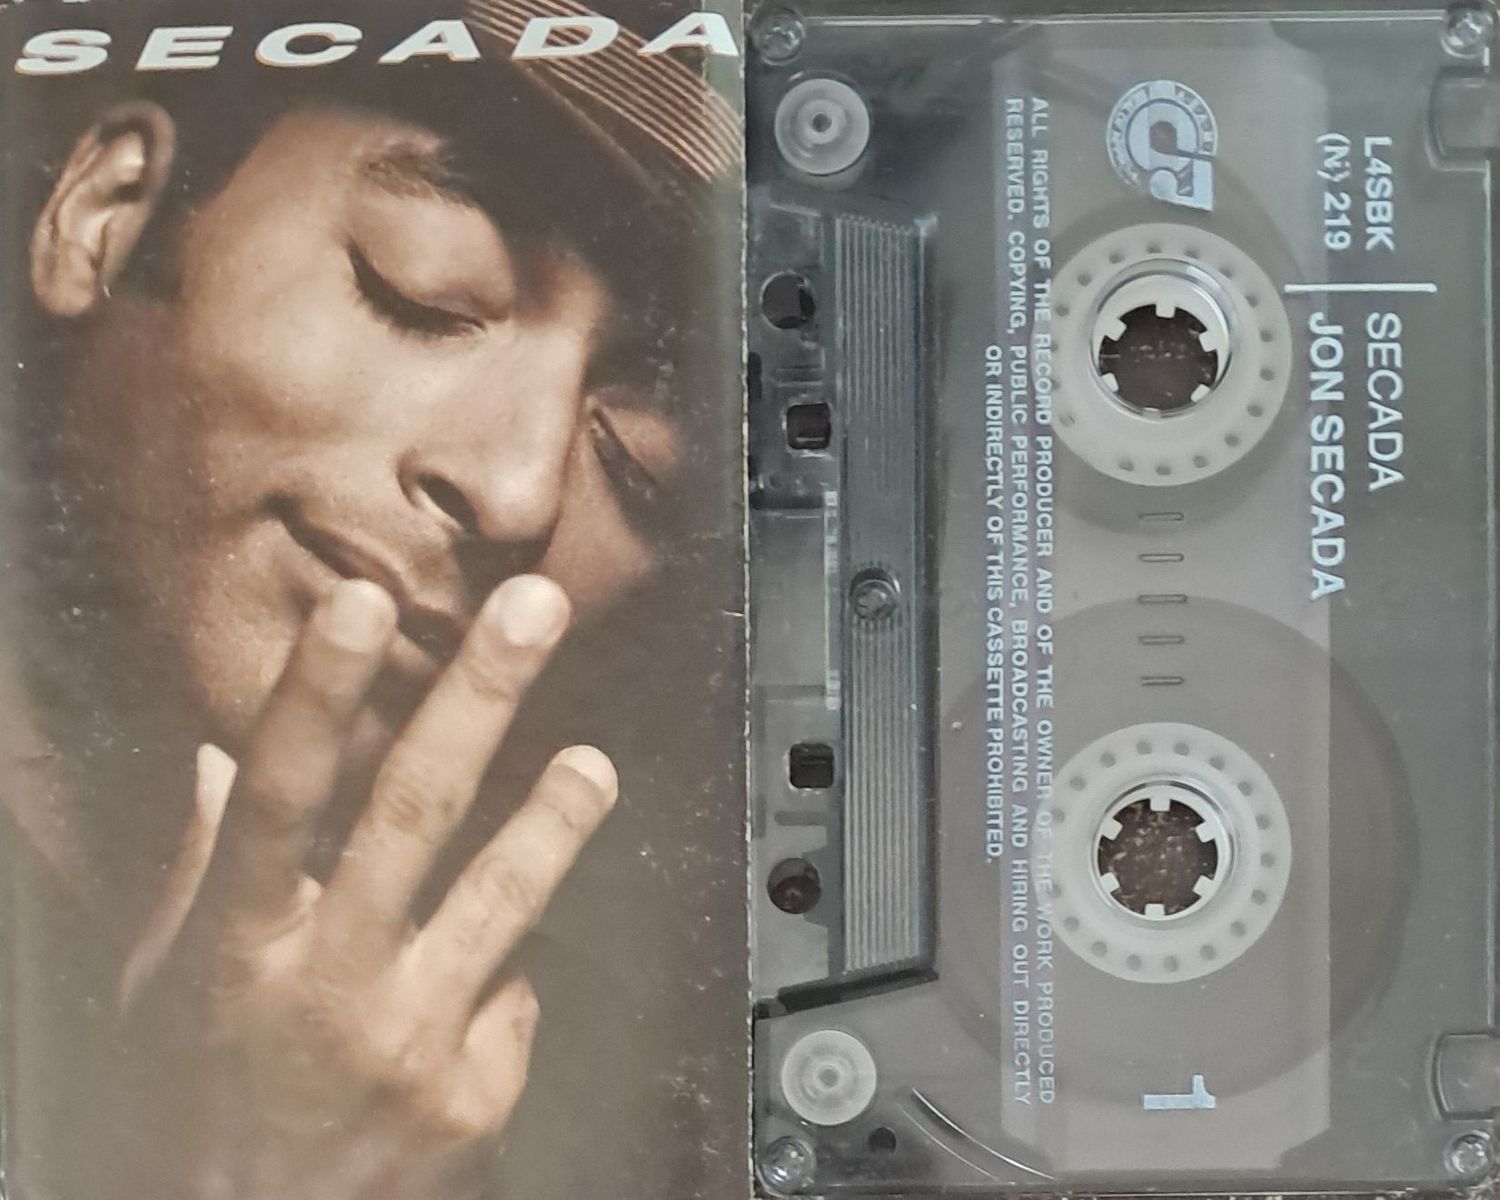 SECADA
L4SBK
(N) 219
SECADA
JON SECADA
ALL RIGHTS OF THE RECORD PRODUCER AND OF THE OWNER OF THE WORK PRODUCED
RESERVED. COPYING, PUBLIC PERFORMANCE, BROADCASTING AND HIRING OUT DIRECTLY
OR INDIRECTLY OF THIS CASSETTE PROHIBITED.
1